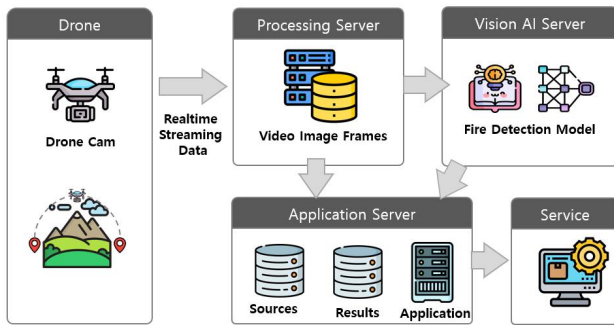 Drone
Drone Cam
Realtime
Streaming
Data
Processing Server
Video Image Frames
Vision AI Server
Fire Detection Model
Application Server
Sources
Results
Application
Service